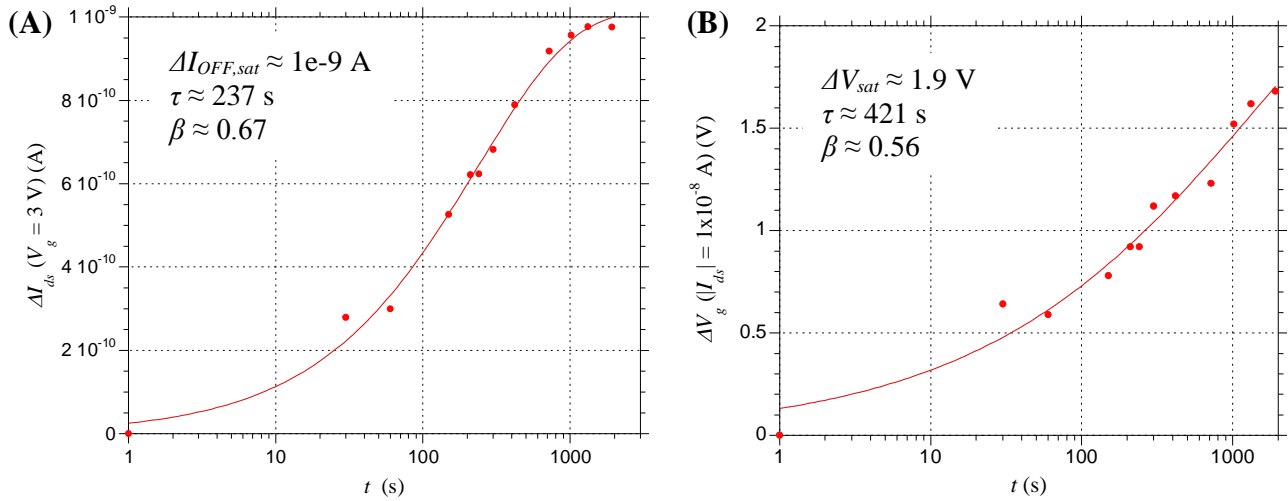 (A)
1 10⁻⁹
8 10⁻¹⁰
6 10⁻¹⁰
4 10⁻¹⁰
2 10⁻¹⁰
0
ΔI_ds (V_g = 3 V) (A)
ΔI_OFF,sat ≈ 1e-9 A
τ ≈ 237 s
β ≈ 0.67
1 10 100 1000
t (s)
(B)
2
1.5
1
0.5
0
ΔV_g (|I_ds| = 1x10⁻⁸ A) (V)
ΔV_sat ≈ 1.9 V
τ ≈ 421 s
β ≈ 0.56
1 10 100 1000
t (s)